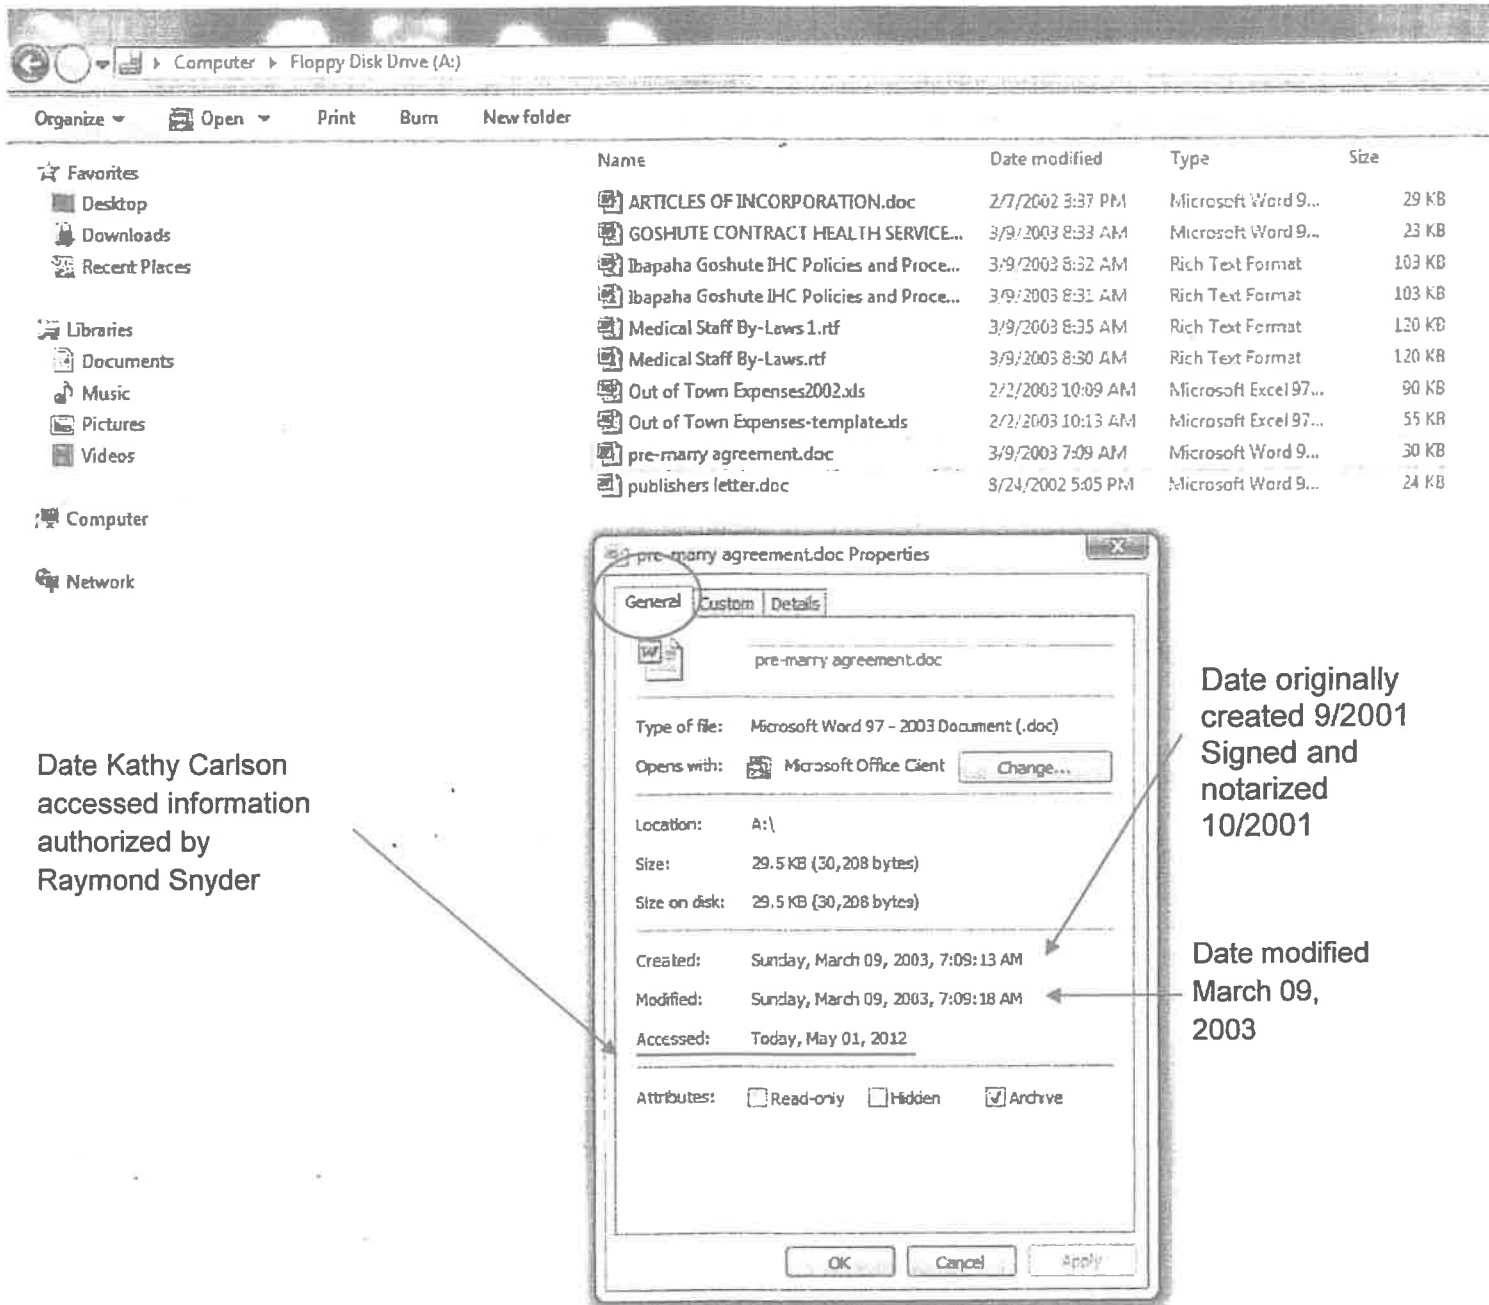 Computer ▸ Floppy Disk Drive (A:)
Organize Open Print Burn New folder
Favorites
Desktop
Downloads
Recent Places
Libraries
Documents
Music
Pictures
Videos
Computer
Network
Name Date modified Type Size
ARTICLES OF INCORPORATION.doc 2/7/2002 3:37 PM Microsoft Word 9... 29 KB
GOSHUTE CONTRACT HEALTH SERVICE... 3/9/2003 8:33 AM Microsoft Word 9... 23 KB
Ibapaha Goshute IHC Policies and Proce... 3/9/2003 8:32 AM Rich Text Format 103 KB
Ibapaha Goshute IHC Policies and Proce... 3/9/2003 8:31 AM Rich Text Format 103 KB
Medical Staff By-Laws 1.rtf 3/9/2003 8:35 AM Rich Text Format 120 KB
Medical Staff By-Laws.rtf 3/9/2003 8:30 AM Rich Text Format 120 KB
Out of Town Expenses2002.xls 2/2/2003 10:09 AM Microsoft Excel 97... 90 KB
Out of Town Expenses-template.xls 2/2/2003 10:13 AM Microsoft Excel 97... 55 KB
pre-marry agreement.doc 3/9/2003 7:09 AM Microsoft Word 9... 30 KB
publishers letter.doc 8/24/2002 5:05 PM Microsoft Word 9... 24 KB
pre-marry agreement.doc Properties
General Custom Details
pre-marry agreement.doc
Type of file: Microsoft Word 97 - 2003 Document (.doc)
Opens with: Microsoft Office Client Change...
Location: A:\
Size: 29.5 KB (30,208 bytes)
Size on disk: 29.5 KB (30,208 bytes)
Created: Sunday, March 09, 2003, 7:09:13 AM
Modified: Sunday, March 09, 2003, 7:09:18 AM
Accessed: Today, May 01, 2012
Attributes: Read-only Hidden Archive
OK Cancel Apply
Date Kathy Carlson
accessed information
authorized by
Raymond Snyder
Date originally
created 9/2001
Signed and
notarized
10/2001
Date modified
March 09,
2003